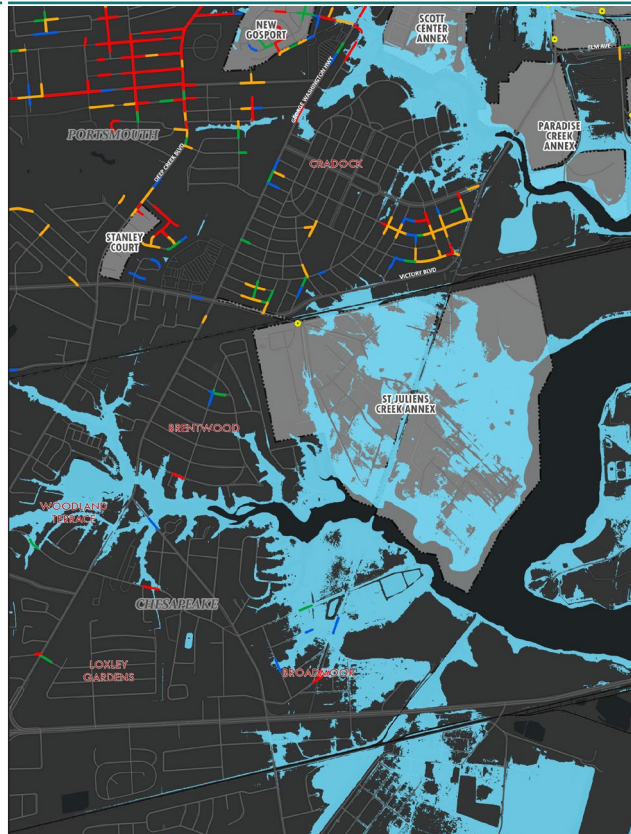 NEW
GOSPORT
SCOTT
CENTER
ANNEX
ELM AVE
GEORGE WASHINGTON HWY
PORTSMOUTH
PARADISE
CREEK
ANNEX
DEEP CREEK BLVD
CRADOCK
STANLEY
COURT
VICTORY BLVD
ST JULIENS
CREEK ANNEX
BRENTWOOD
WOODLAND
TERRACE
CHESAPEAKE
LOXLEY
GARDENS
BROADMOOR